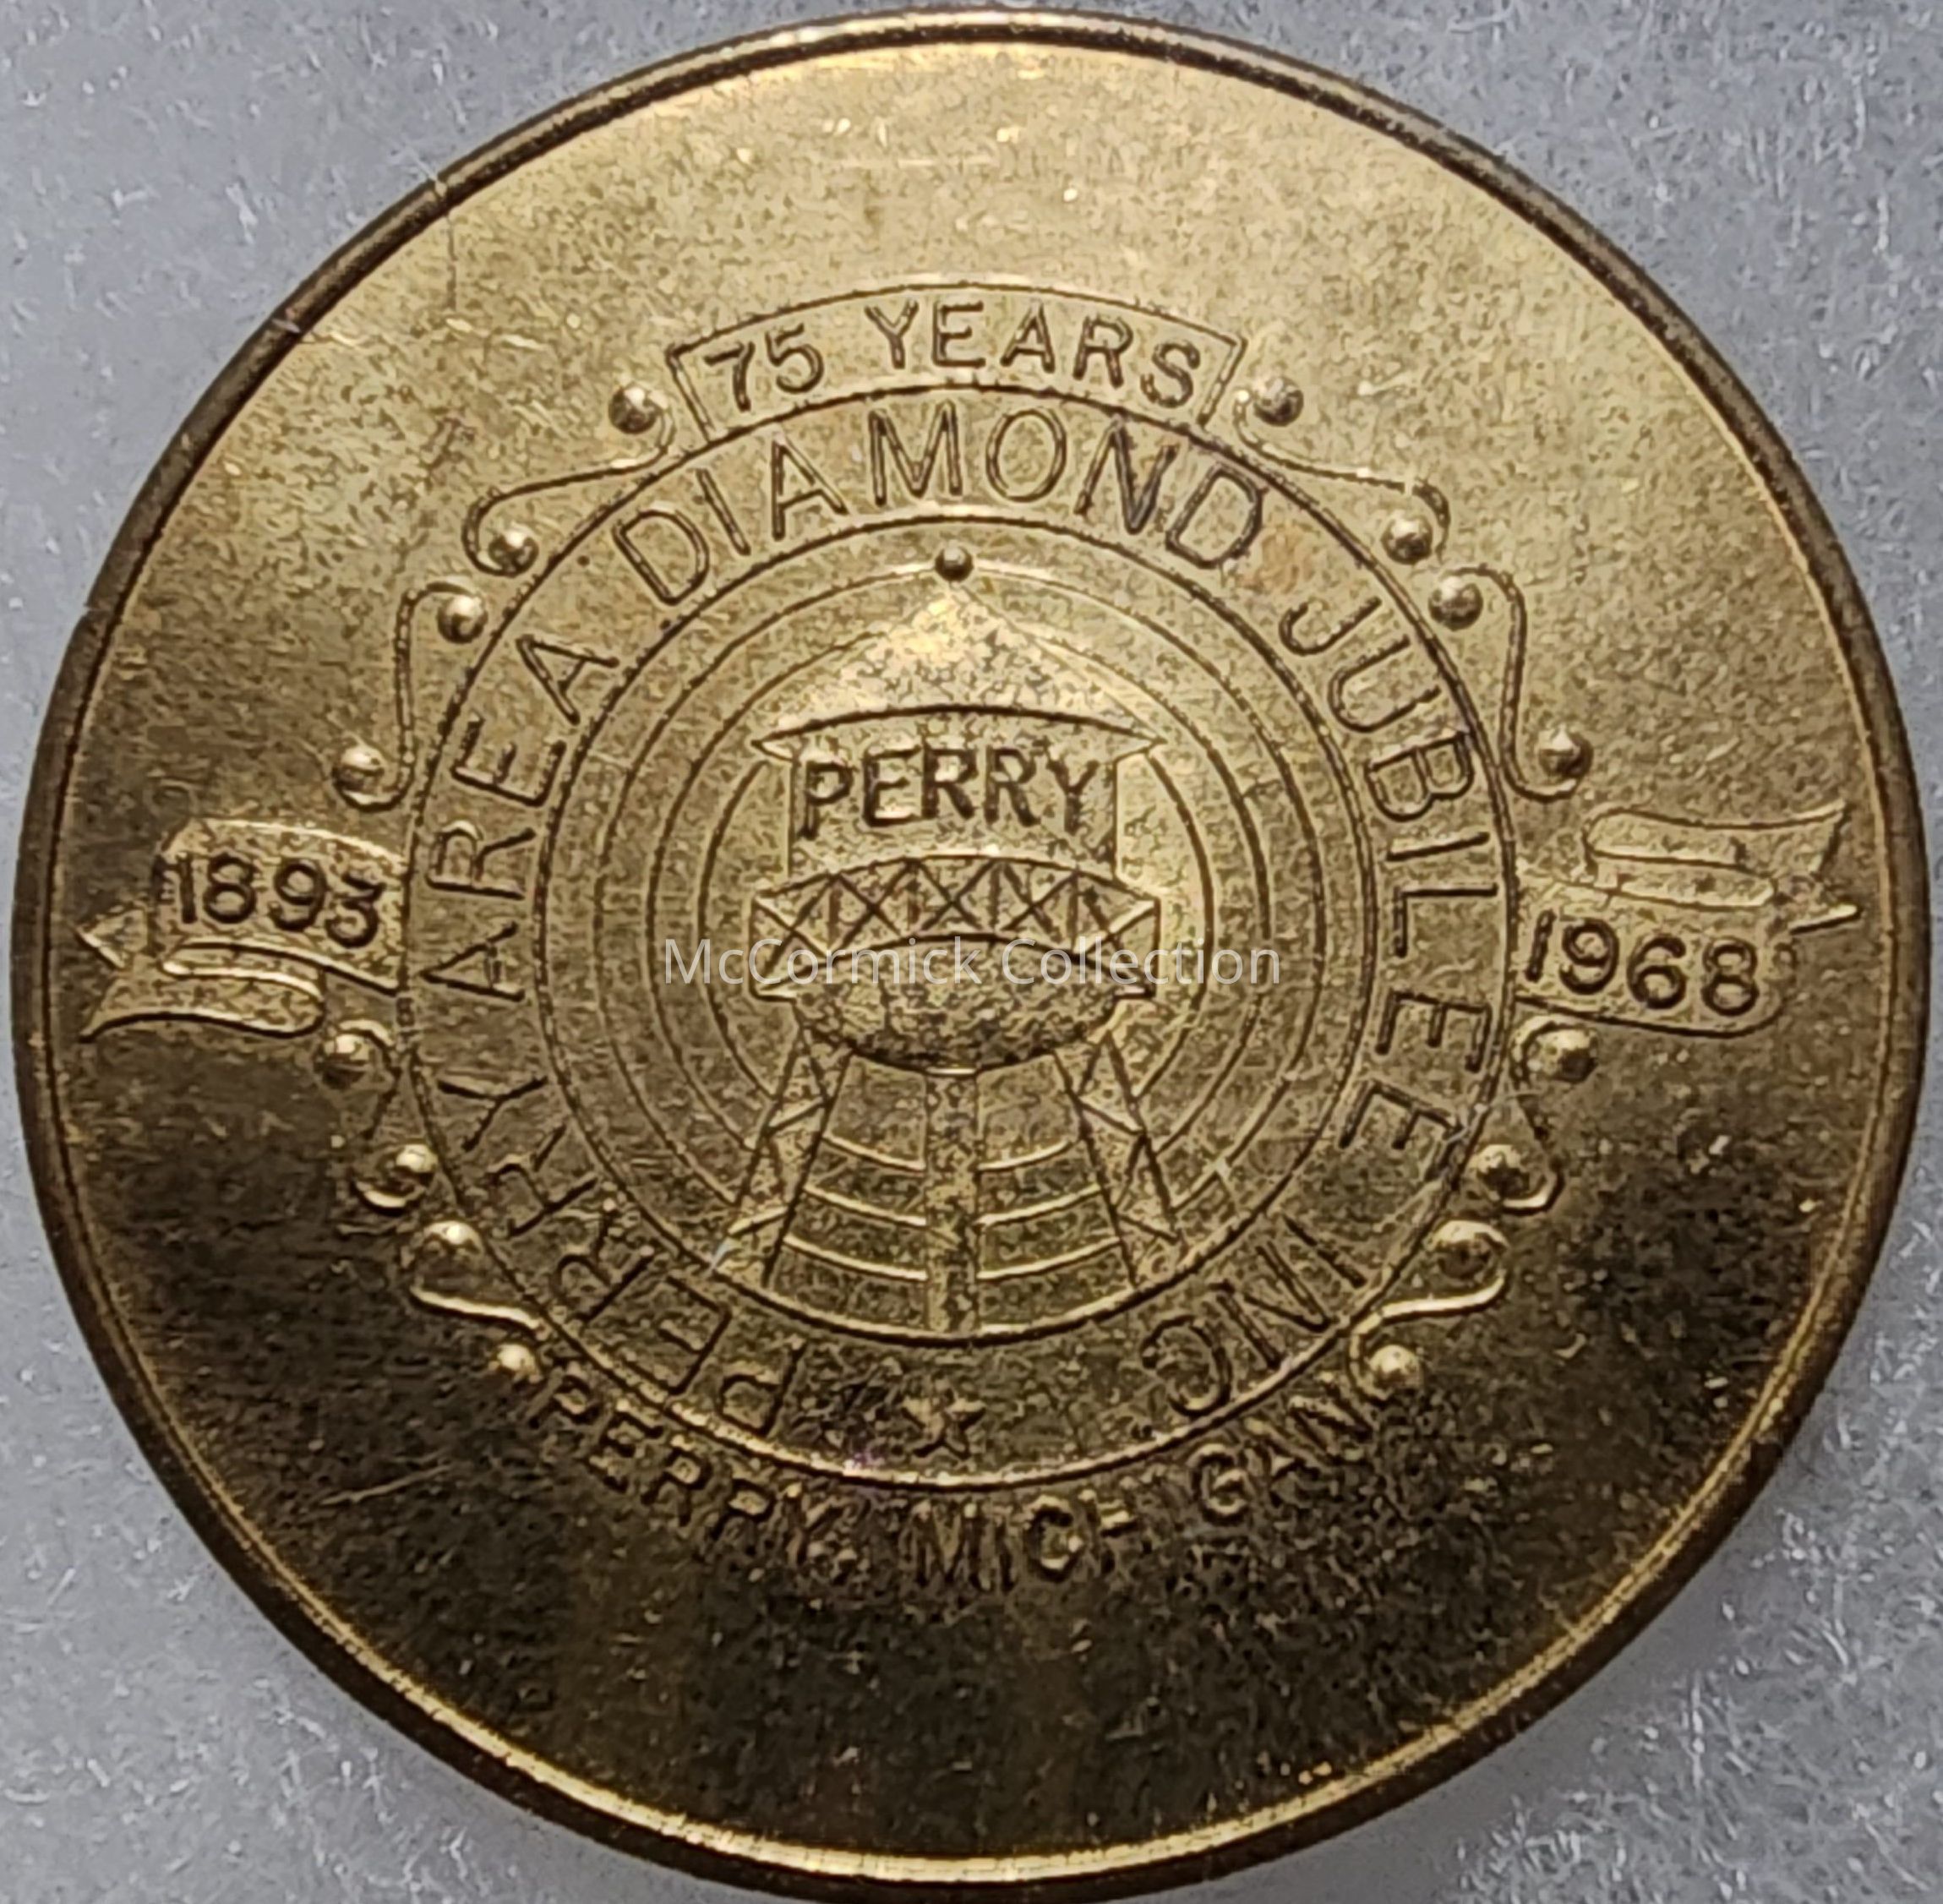 75 YEARS
PERRY AREA DIAMOND JUBILEE INC
PERRY
1893
1968
McCormick Collection
PERRY, MICHIGAN